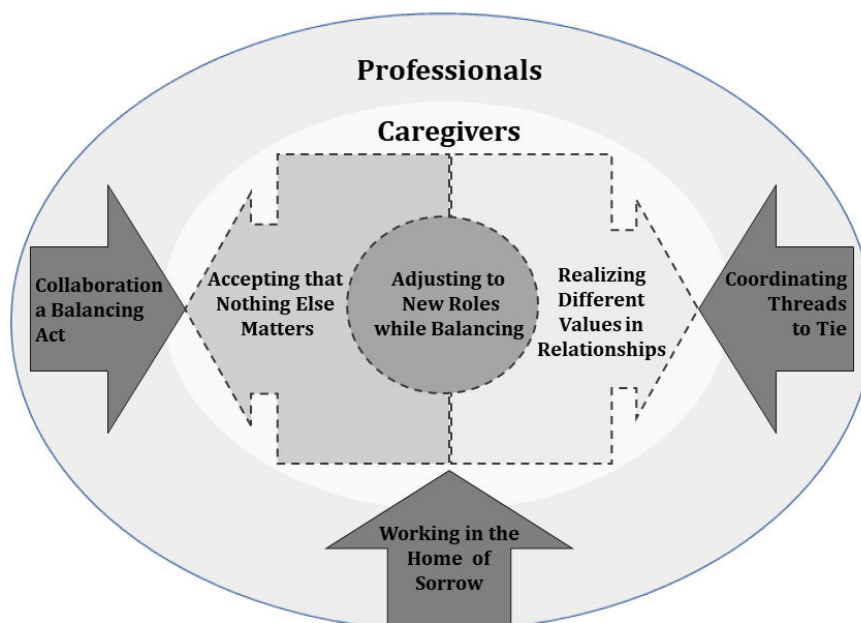 Professionals
Caregivers
Collaboration
a Balancing
Act
Accepting that
Nothing Else
Matters
Adjusting to
New Roles
while Balancing
Realizing
Different
Values in
Relationships
Coordinating
Threads
to Tie
Working in the
Home of
Sorrow